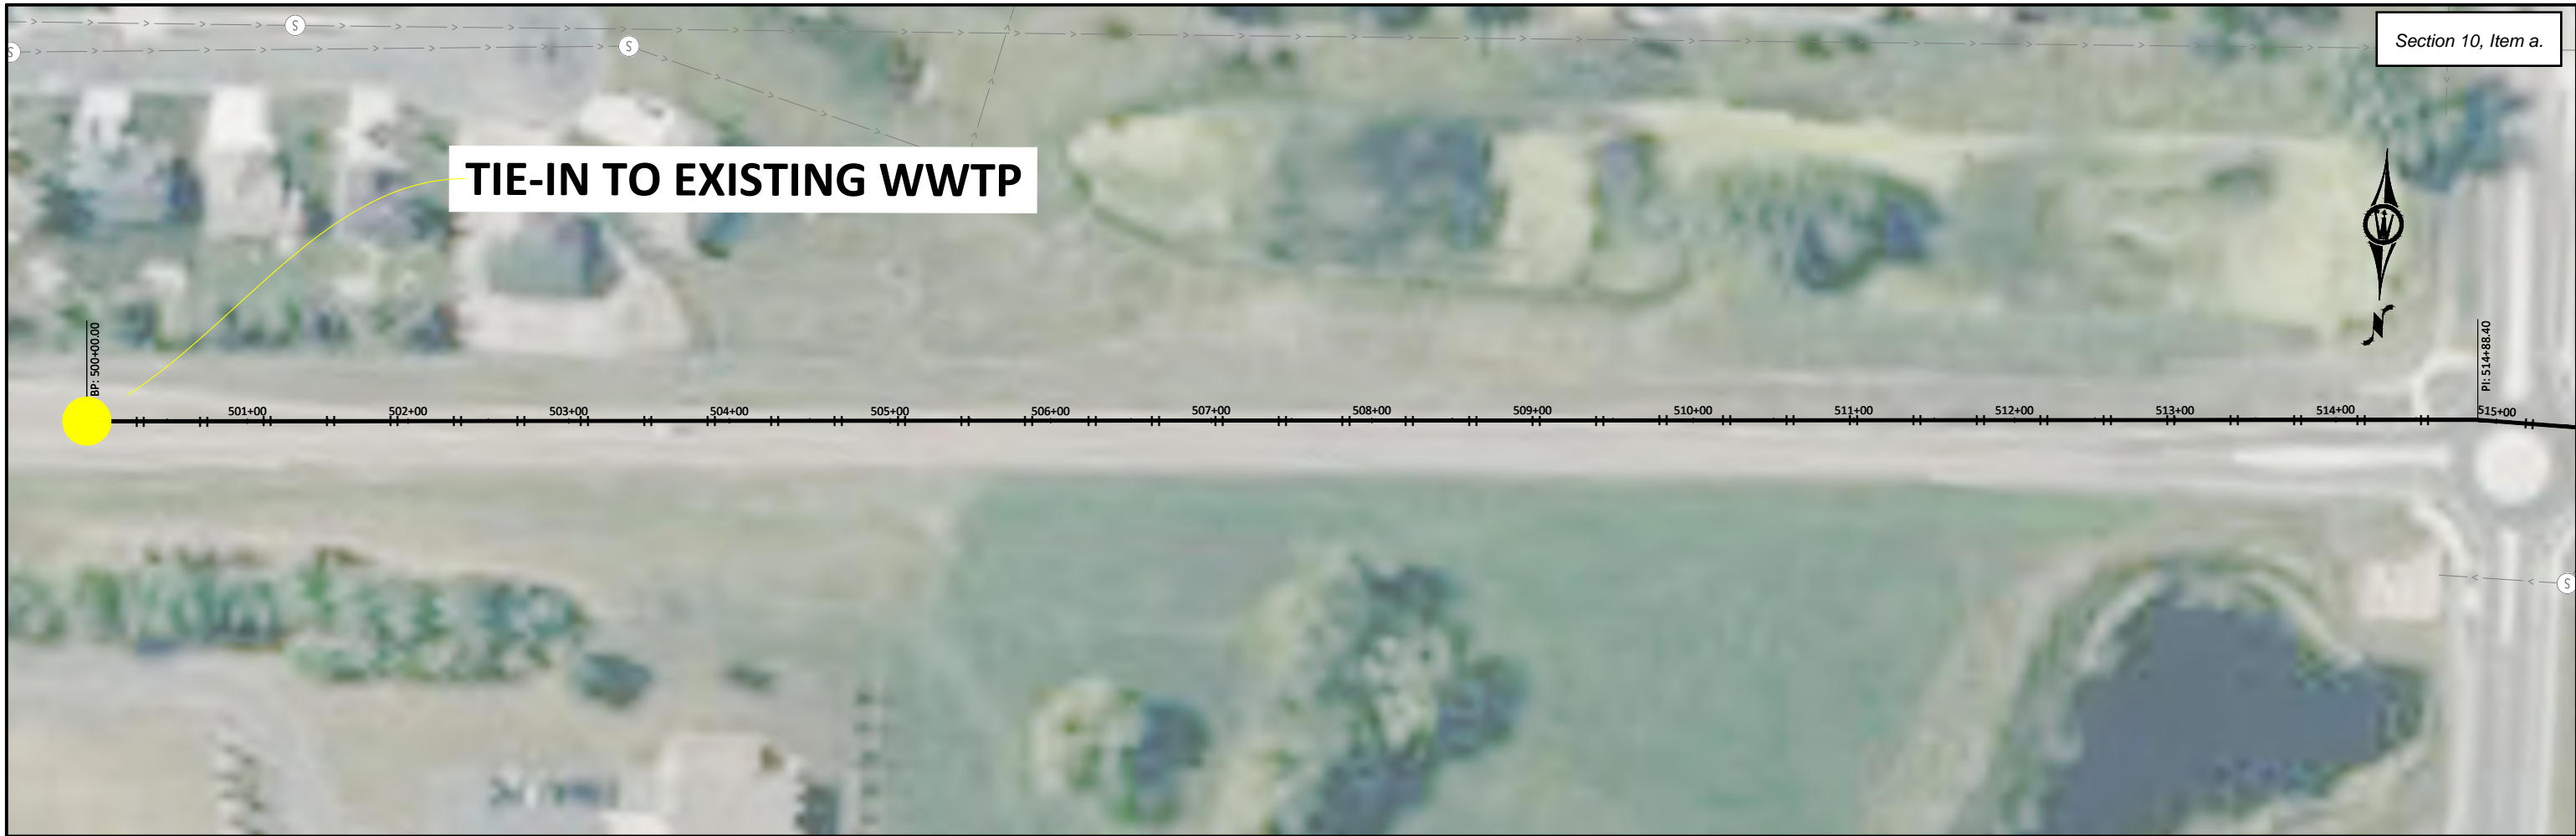 S
S
S
Section 10, Item a.
TIE-IN TO EXISTING WWTP
N
BP: 500+00.00
PI: 514+88.40
501+00
502+00
503+00
504+00
505+00
506+00
507+00
508+00
509+00
510+00
511+00
512+00
513+00
514+00
515+00
S